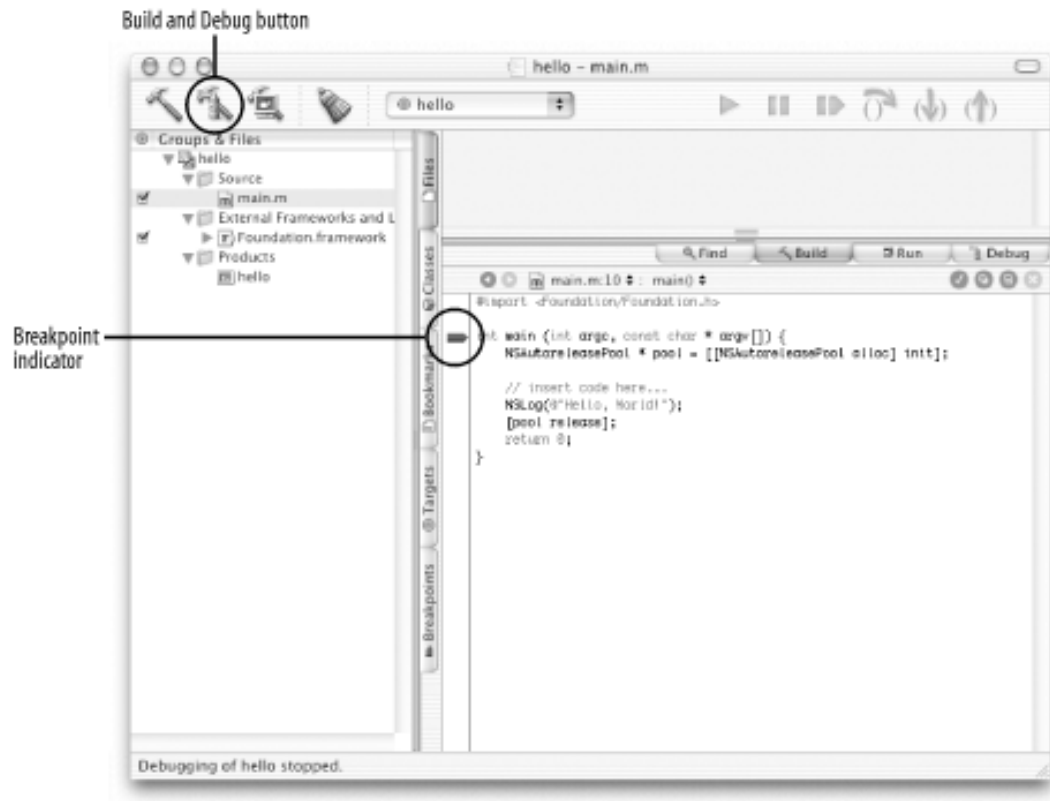 Build and Debug button
hello – main.m
hello
Groups & Files
hello
Source
main.m
External Frameworks and L
Foundation.framework
Products
hello
Files
Classes
Bookmar
Targets
Breakpoints
Find
Build
Run
Debug
main.m:10 : main()
#import <Foundation/Foundation.h>
Breakpoint
indicator
nt main (int argc, const char * argv[]) {
NSAutoreleasePool * pool = [[NSAutoreleasePool alloc] init];
// insert code here...
NSLog(@"Hello, World!");
[pool release];
return 0;
}
Debugging of hello stopped.